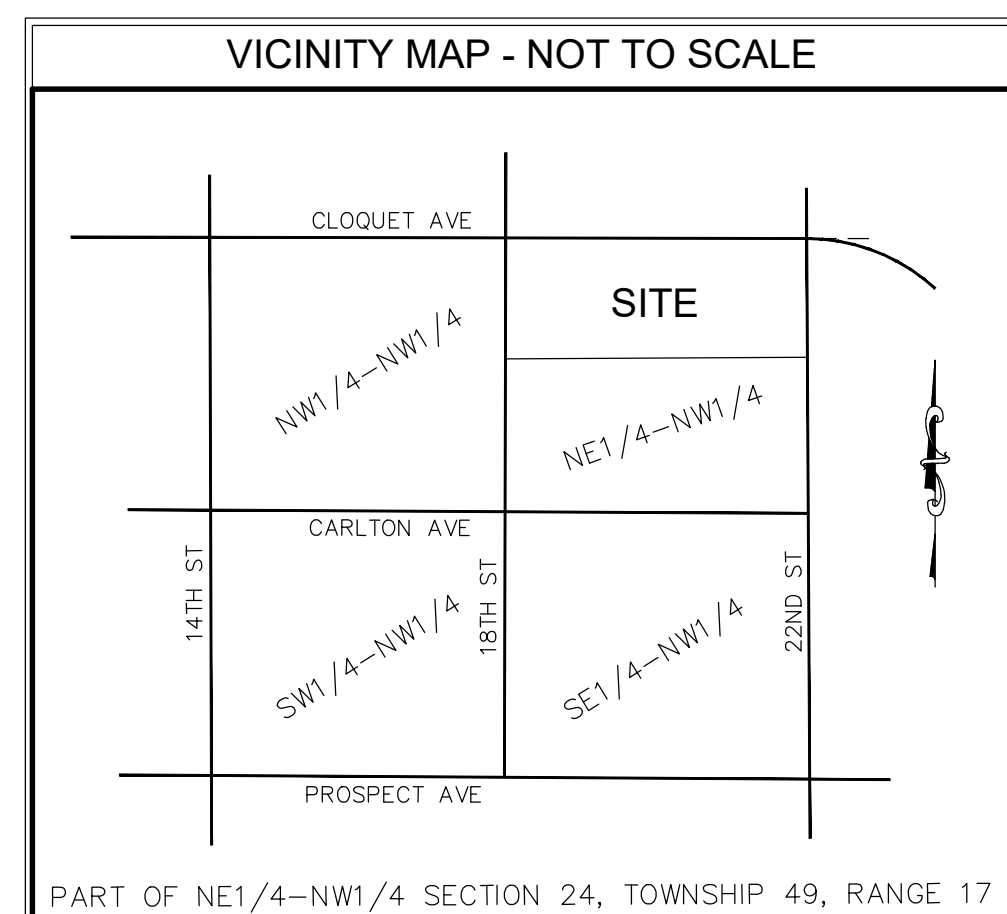 VICINITY MAP - NOT TO SCALE
CLOQUET AVE
SITE
NW1/4-NW1/4
NE1/4-NW1/4
CARLTON AVE
14TH ST
18TH ST
22ND ST
SW1/4-NW1/4
SE1/4-NW1/4
PROSPECT AVE
PART OF NE1/4-NW1/4 SECTION 24, TOWNSHIP 49, RANGE 17